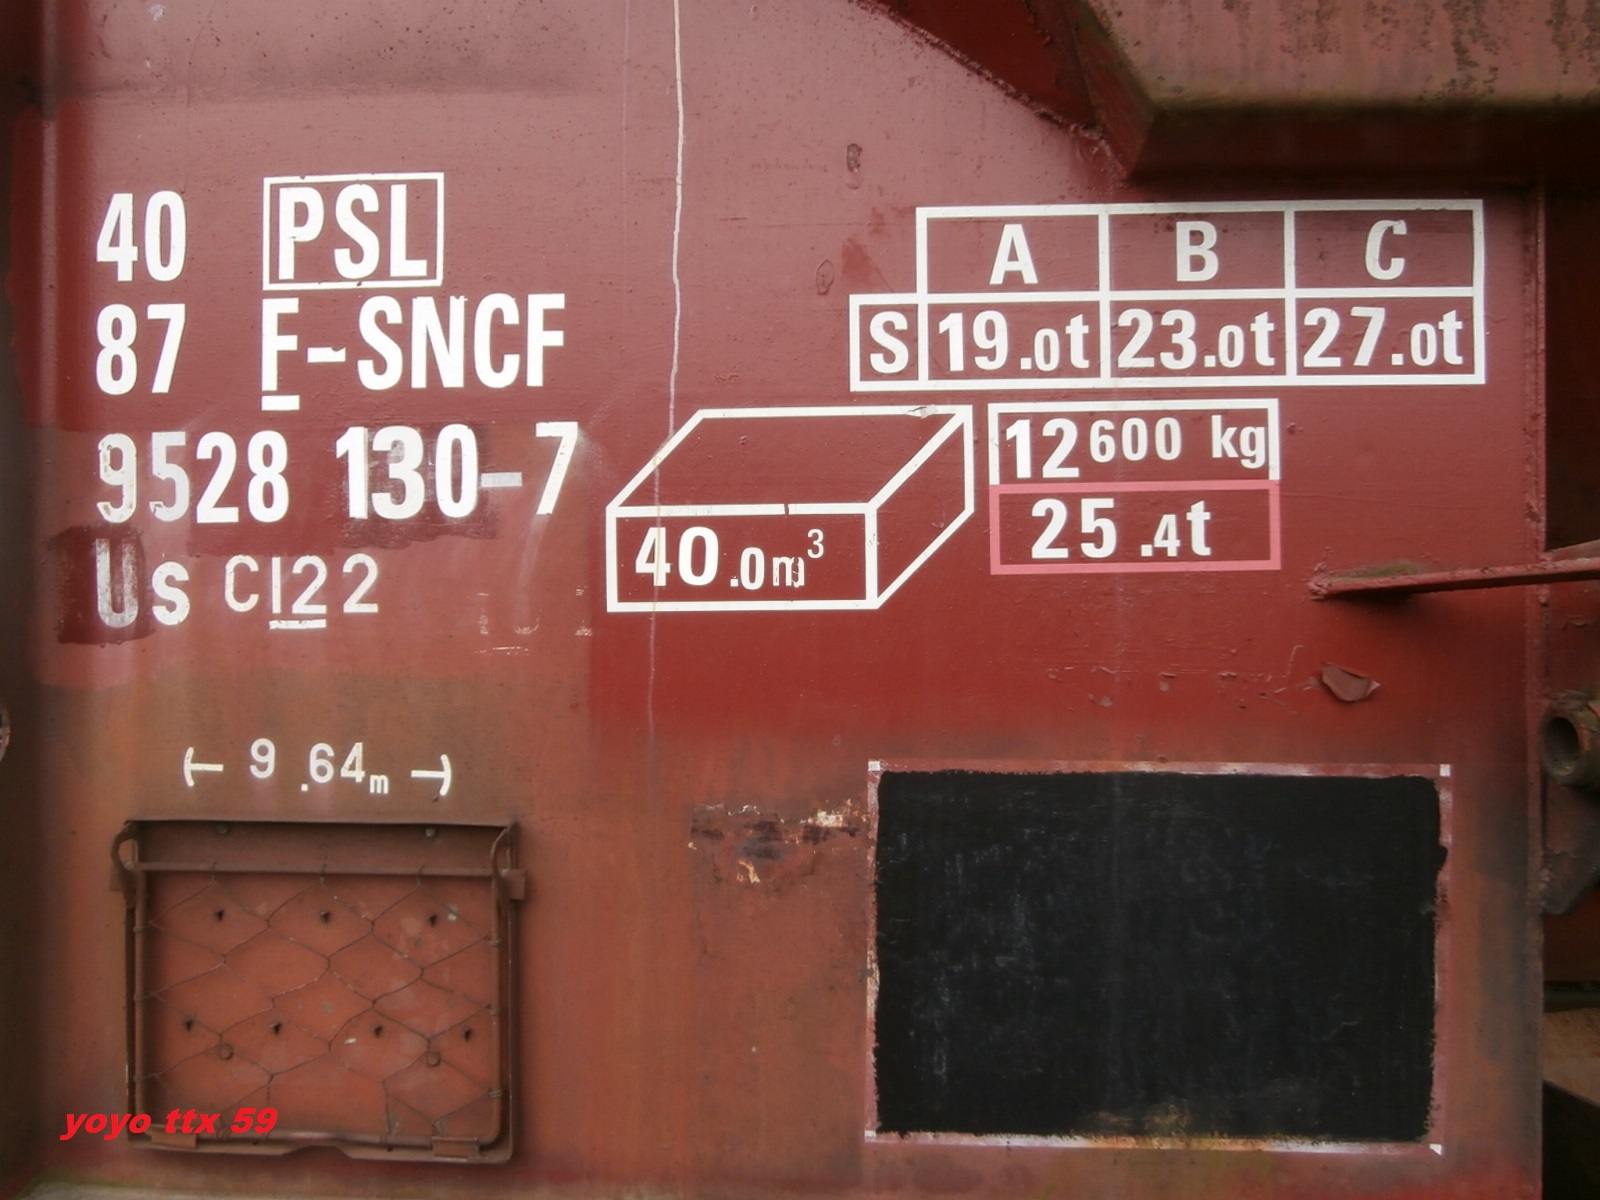 40 PSL
87 F-SNCF
9528 130-7
Us C122
A B C
S 19.0t 23.0t 27.0t
40.0m³
12600 kg
25.4t
9.64m
yoyo ttx 59